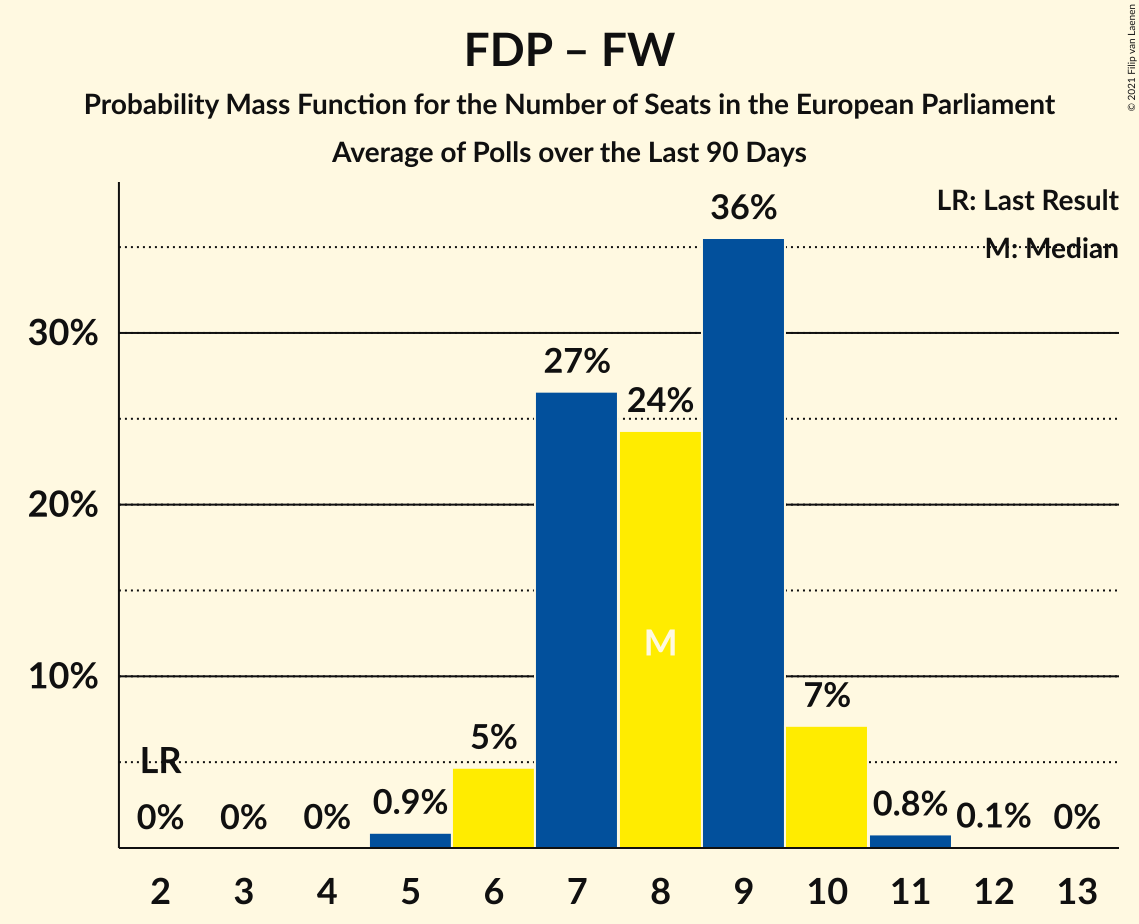 FDP – FW
Probability Mass Function for the Number of Seats in the European Parliament
Average of Polls over the Last 90 Days
© 2021 Filip van Laenen
LR: Last Result
M: Median
36%
30%
27%
24%
20%
M
10%
7%
5%
LR
0% 0% 0% 0.9% 0.8% 0.1% 0%
2 3 4 5 6 7 8 9 10 11 12 13